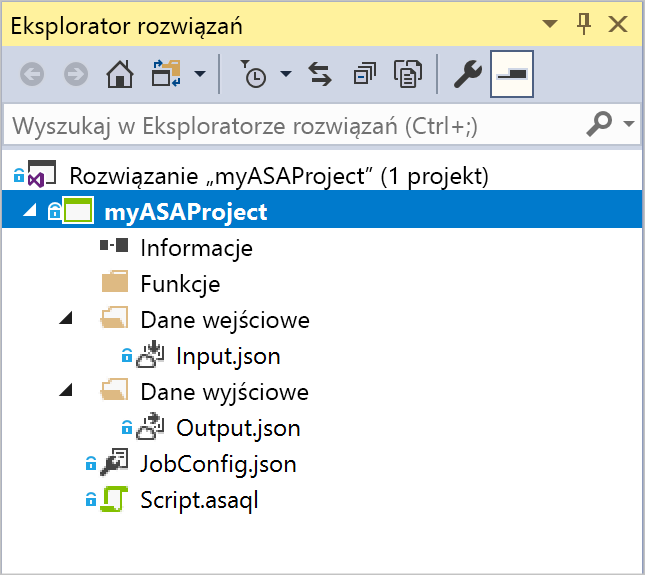 Eksplorator rozwiązań
Wyszukaj w Eksploratorze rozwiązań (Ctrl+;)
Rozwiązanie „myASAProject” (1 projekt)
myASAProject
Informacje
Funkcje
Dane wejściowe
Input.json
Dane wyjściowe
Output.json
JobConfig.json
Script.asaql